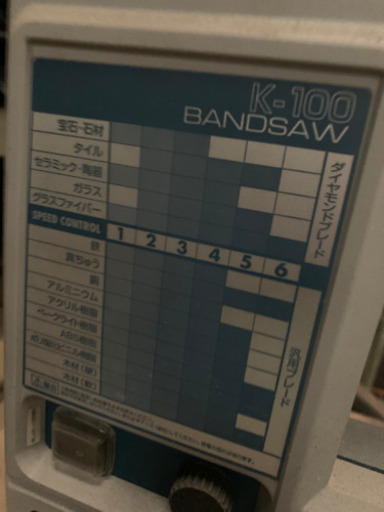 K-100
BANDSAW
宝石・石材
タイル
セラミック・陶器
ガラス
グラスファイバー
ダイヤモンドブレード
SPEED CONTROL 1 2 3 4 5 6
鉄
真ちゅう
銅
アルミニウム
アクリル樹脂
ベークライト樹脂
ABS樹脂
木材（硬）
木材（軟）
汎用ブレード